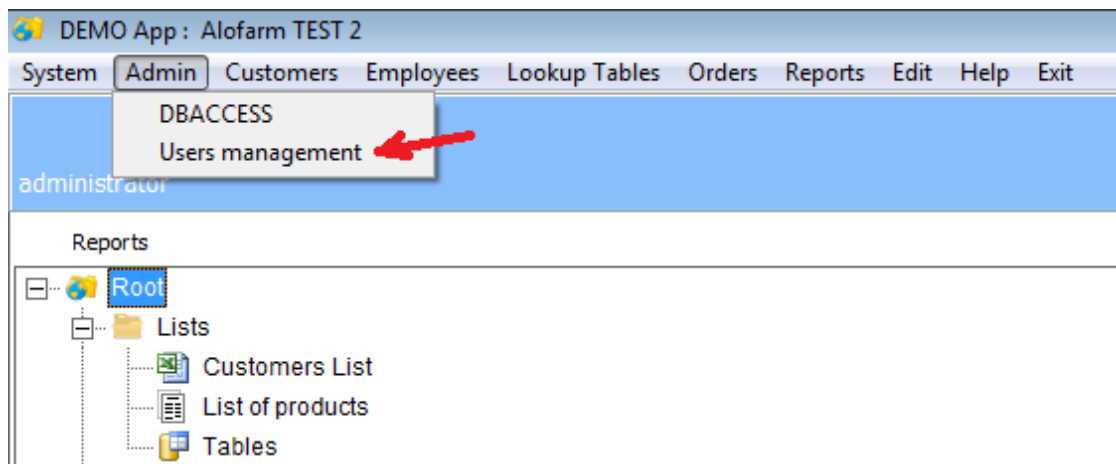 DEMO App : Alofarm TEST 2
System Admin Customers Employees Lookup Tables Orders Reports Edit Help Exit
DBACCESS
Users management
administrator
Reports
Root
Lists
Customers List
List of products
Tables